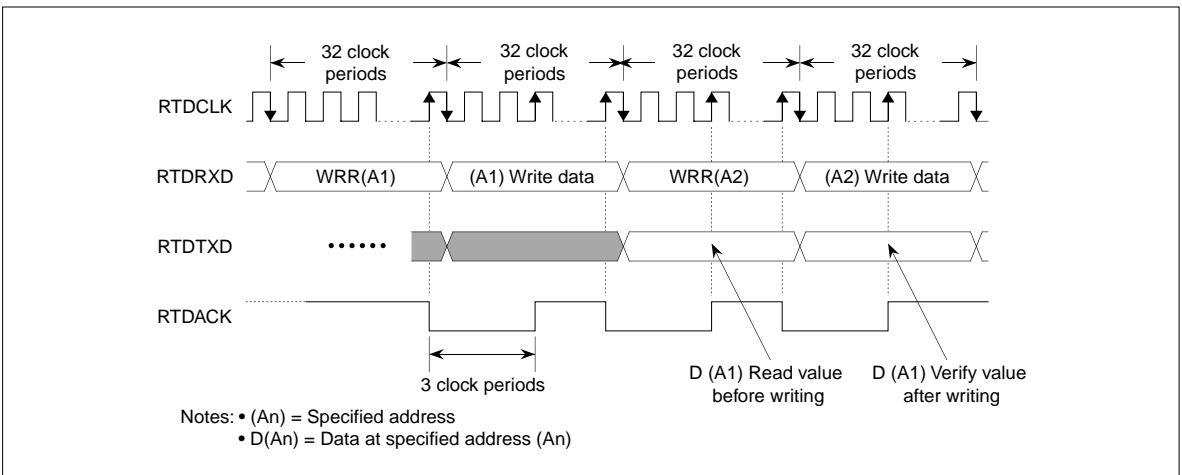 32 clock periods
32 clock periods
32 clock periods
32 clock periods
RTDCLK
RTDRXD
WRR(A1)
(A1) Write data
WRR(A2)
(A2) Write data
RTDTXD
••••••
RTDACK
3 clock periods
D (A1) Read value
before writing
D (A1) Verify value
after writing
Notes: • (An) = Specified address
• D(An) = Data at specified address (An)